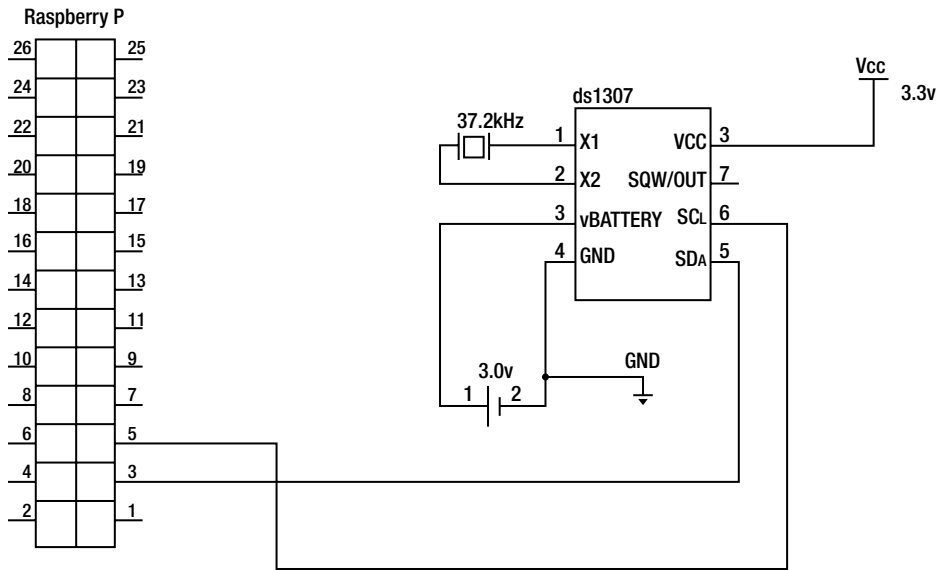 Raspberry P
26 25
24 23
22 21
20 19
18 17
16 15
14 13
12 11
10 9
8 7
6 5
4 3
2 1
37.2kHz
ds1307
1 X1
2 X2
3 vBATTERY
4 GND
VCC 3
SQW/OUT 7
SCL 6
SDA 5
Vcc
3.3v
3.0v
1 2
GND